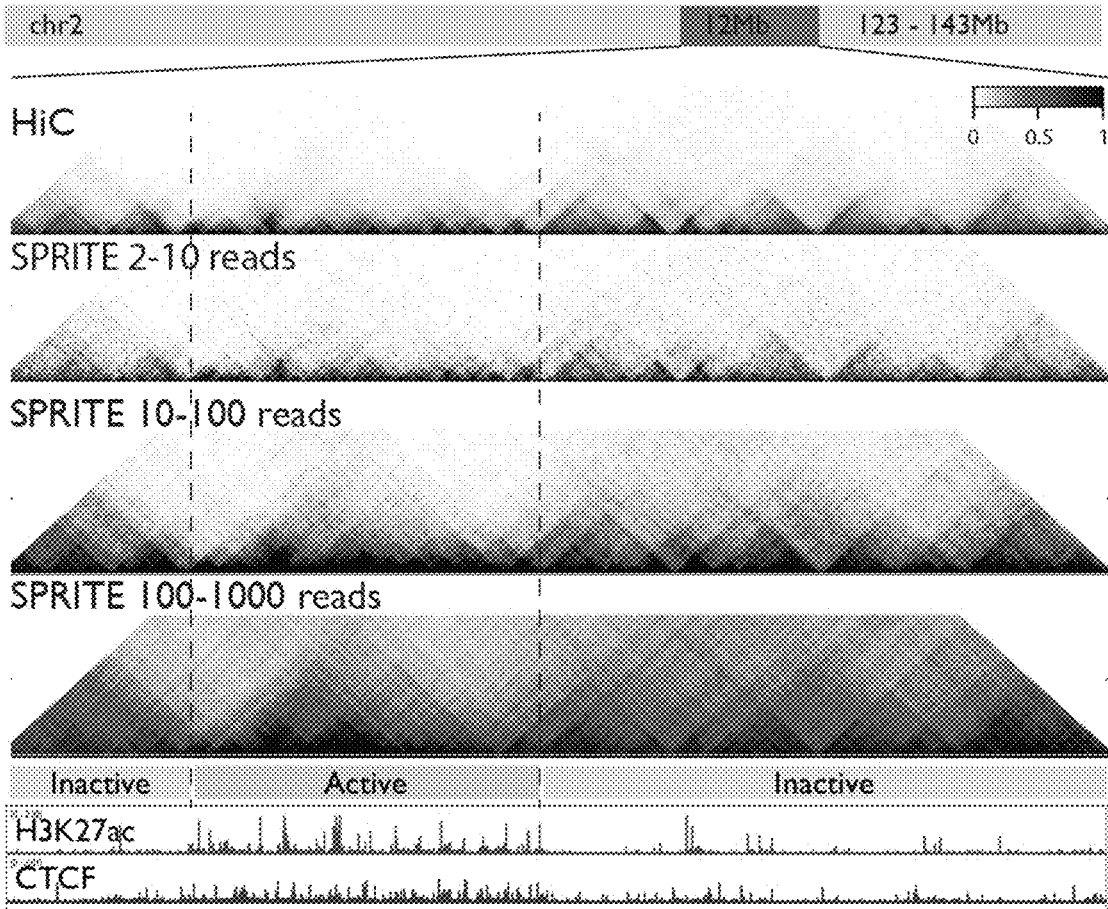 chr2 12Mb 123 - 143Mb
HiC
0 0.5 1
SPRITE 2-10 reads
SPRITE 10-100 reads
SPRITE 100-1000 reads
Inactive Active Inactive
H3K27ac
CTCF